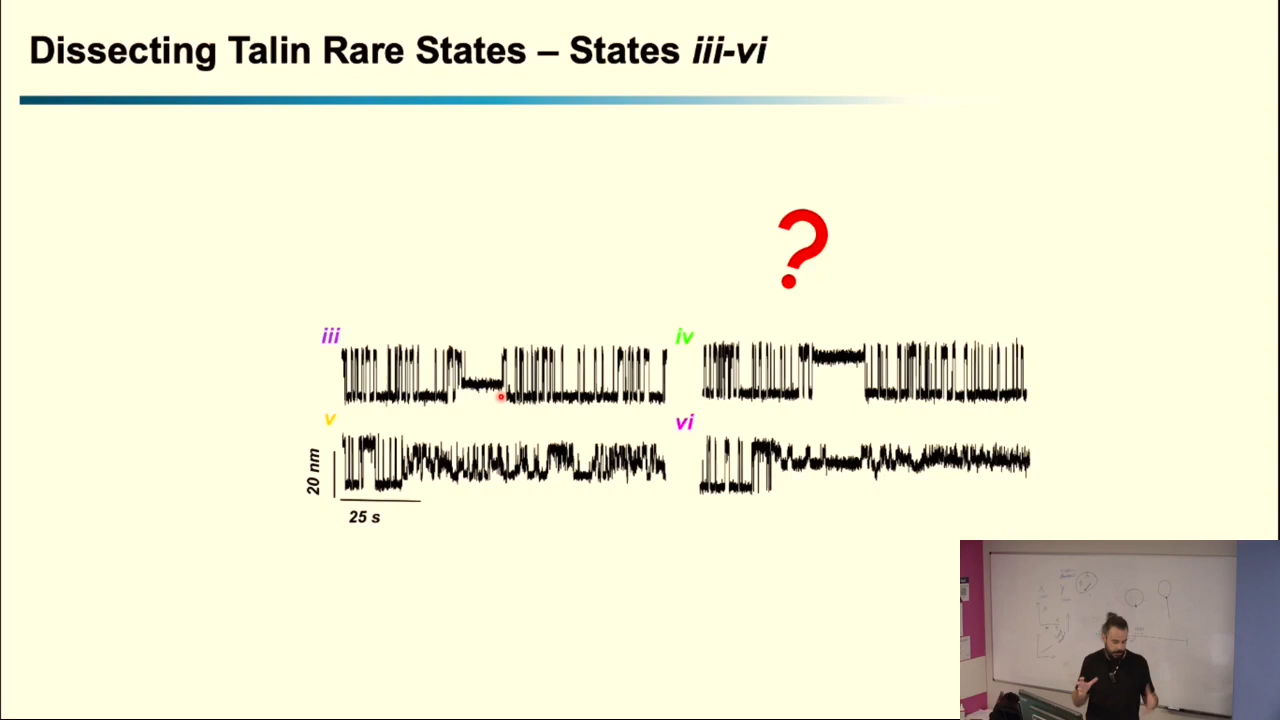 Dissecting Talin Rare States – States iii-vi
?
iii
iv
v
vi
20 nm
25 s